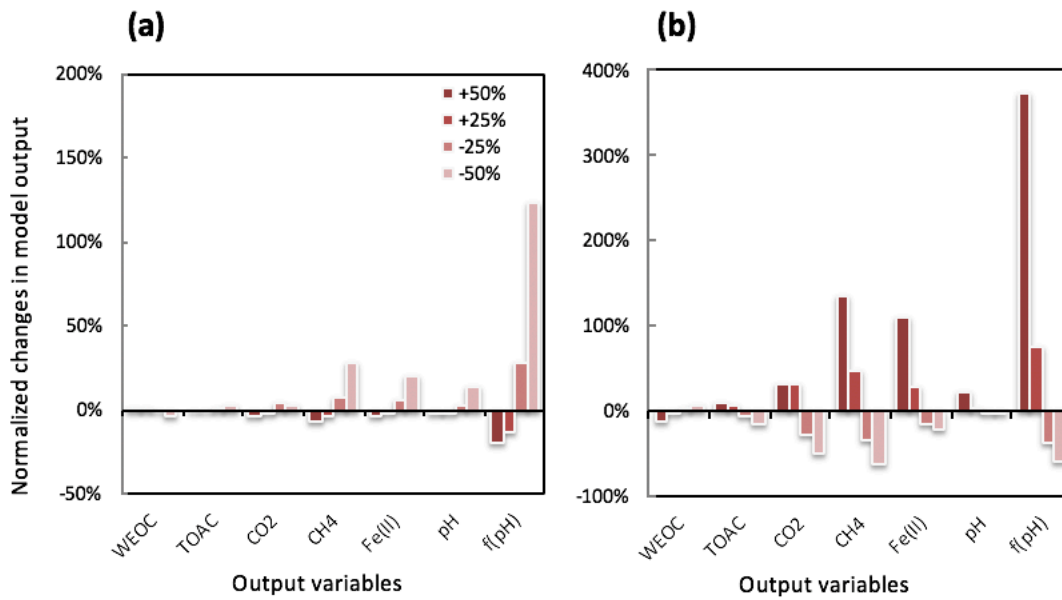 (a)
(b)
Normalized changes in model output
200%
150%
100%
50%
0%
-50%
+50%
+25%
-25%
-50%
WEOC
TOAC
CO2
CH4
Fe(II)
pH
f(pH)
Output variables
400%
300%
200%
100%
0%
-100%
WEOC
TOAC
CO2
CH4
Fe(II)
pH
f(pH)
Output variables